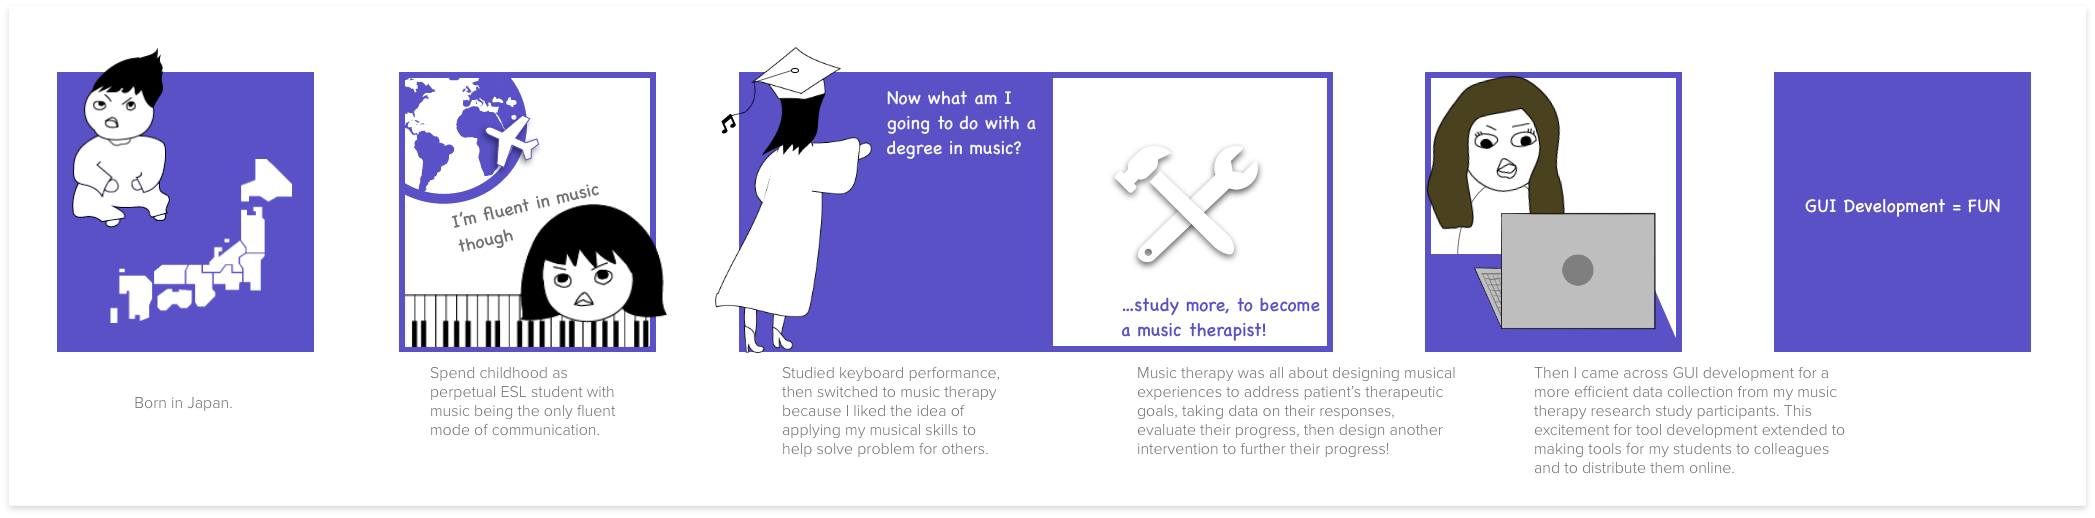 Born in Japan.
I'm fluent in music
though
Spend childhood as
perpetual ESL student with
music being the only fluent
mode of communication.
Now what am I
going to do with a
degree in music?
Studied keyboard performance,
then switched to music therapy
because I liked the idea of
applying my musical skills to
help solve problem for others.
...study more, to become
a music therapist!
Music therapy was all about designing musical
experiences to address patient's therapeutic
goals, taking data on their responses,
evaluate their progress, then design another
intervention to further their progress!
GUI Development = FUN
Then I came across GUI development for a
more efficient data collection from my music
therapy research study participants. This
excitement for tool development extended to
making tools for my students to colleagues
and to distribute them online.